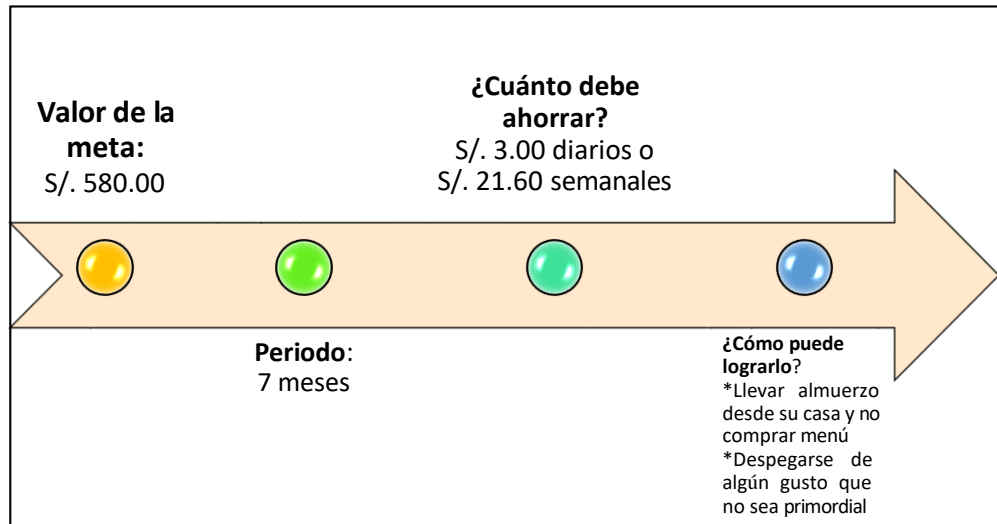 Valor de la
meta:
S/. 580.00
Periodo:
7 meses
¿Cuánto debe
ahorrar?
S/. 3.00 diarios o
S/. 21.60 semanales
¿Cómo puede
lograrlo?
*Llevar almuerzo
desde su casa y no
comprar menú
*Despegarse de
algún gusto que
no sea primordial